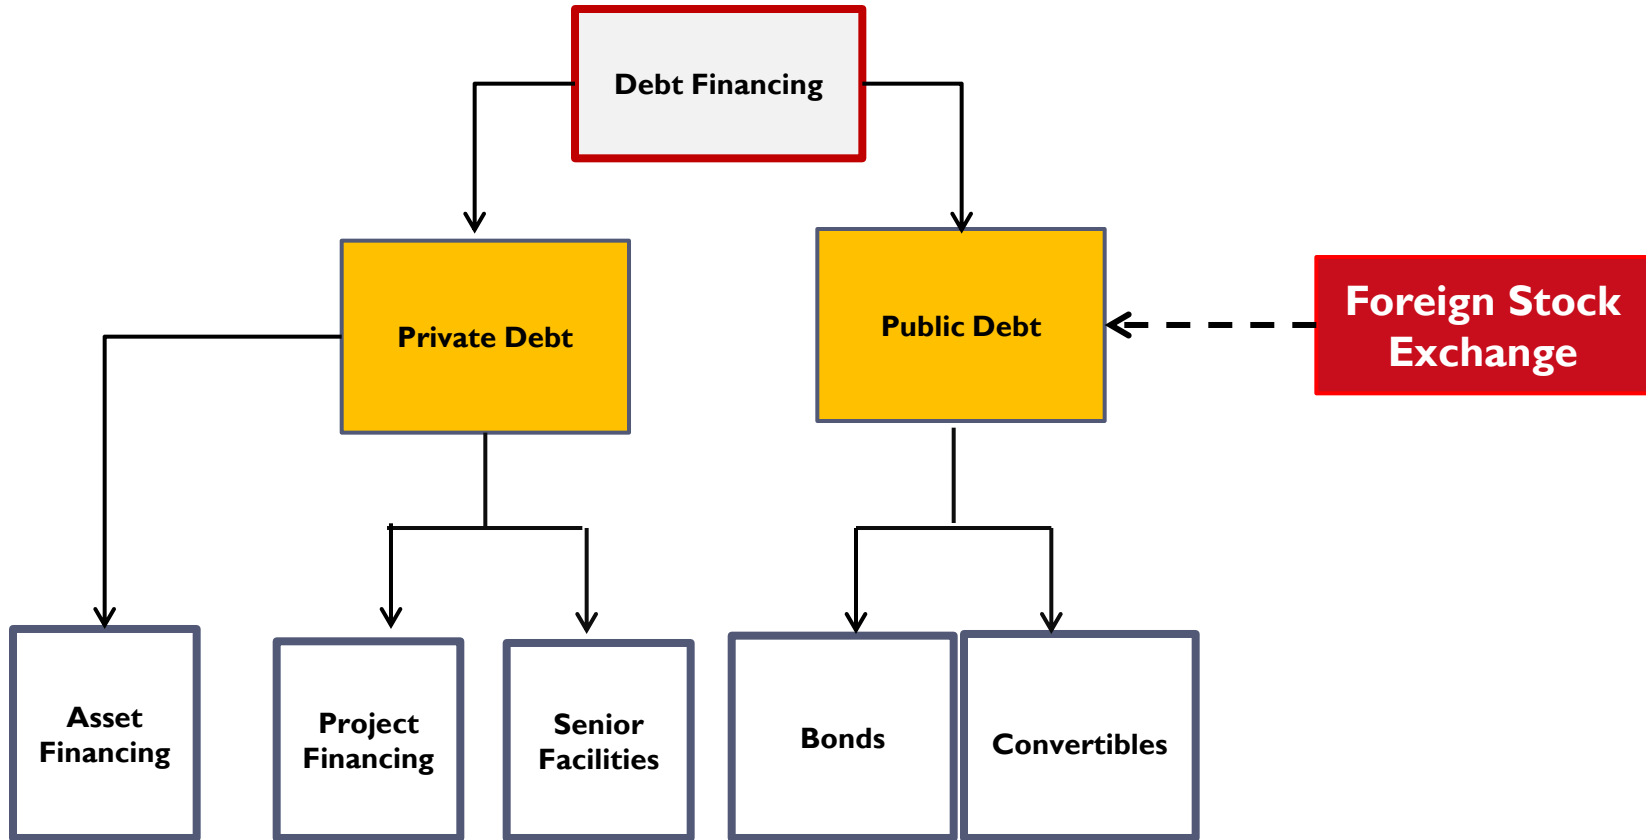 Debt Financing
Private Debt
Public Debt
Foreign Stock
Exchange
Asset
Financing
Project
Financing
Senior
Facilities
Bonds
Convertibles